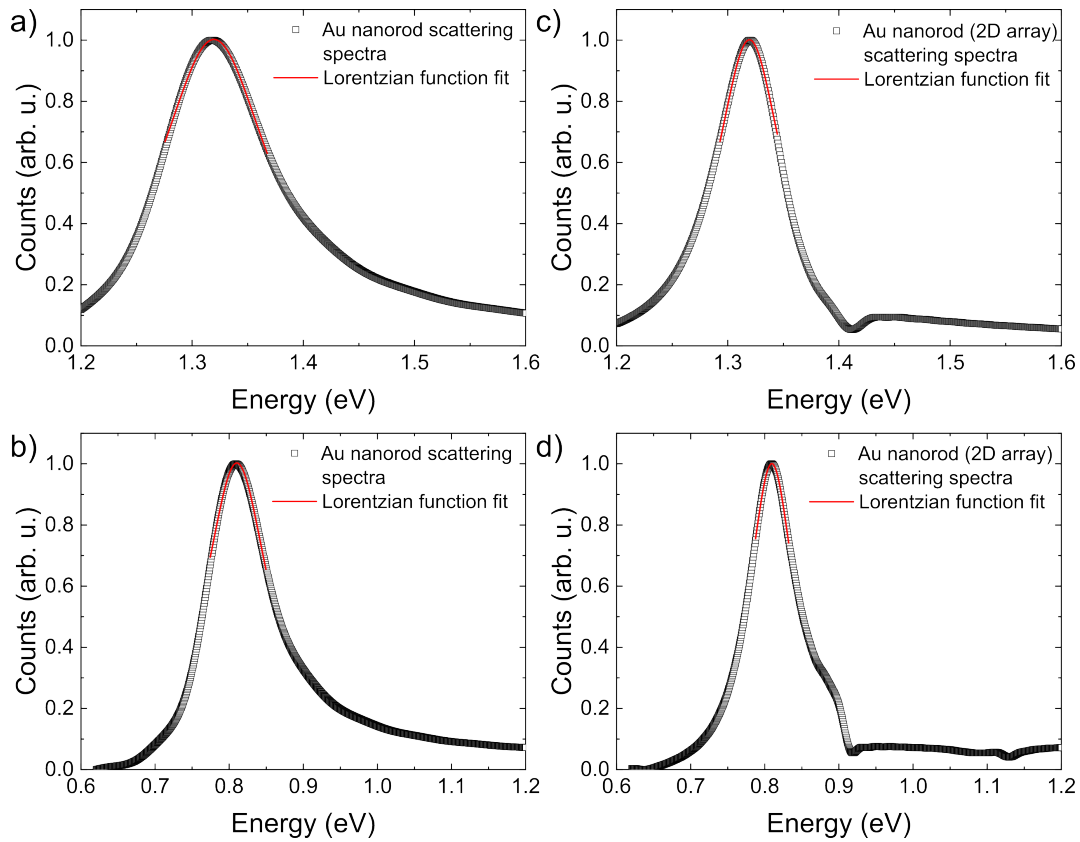 a)
Au nanorod scattering
spectra
Lorentzian function fit
1.0
0.8
0.6
0.4
0.2
0.0
Counts (arb. u.)
1.2 1.3 1.4 1.5 1.6
Energy (eV)
c)
Au nanorod (2D array)
scattering spectra
Lorentzian function fit
1.0
0.8
0.6
0.4
0.2
0.0
Counts (arb. u.)
1.2 1.3 1.4 1.5 1.6
Energy (eV)
b)
Au nanorod scattering
spectra
Lorentzian function fit
1.0
0.8
0.6
0.4
0.2
0.0
Counts (arb. u.)
0.6 0.7 0.8 0.9 1.0 1.1 1.2
Energy (eV)
d)
Au nanorod (2D array)
scattering spectra
Lorentzian function fit
1.0
0.8
0.6
0.4
0.2
0.0
Counts (arb. u.)
0.6 0.7 0.8 0.9 1.0 1.1 1.2
Energy (eV)